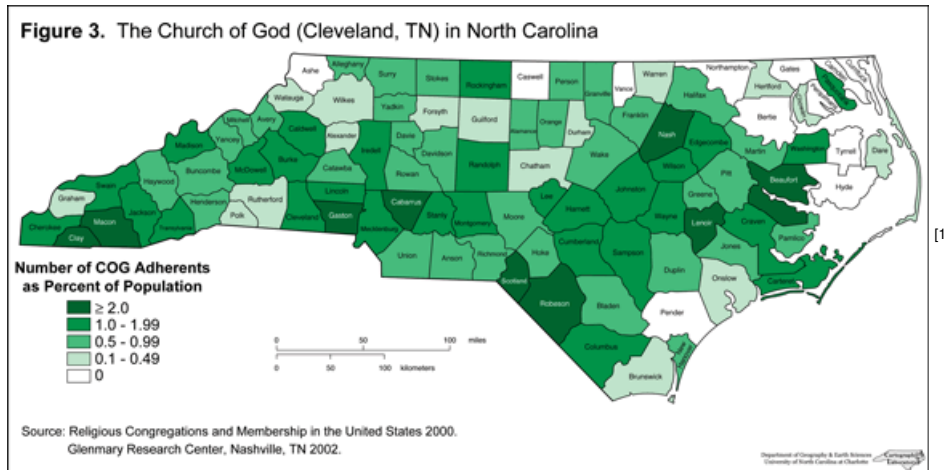 Figure 3. The Church of God (Cleveland, TN) in North Carolina
Ashe
Alleghany
Surry
Stokes
Rockingham
Caswell
Person
Granville
Vance
Warren
Northampton
Gates
Camden
Currituck
Hertford
Halifax
Watauga
Wilkes
Yadkin
Forsyth
Guilford
Alamance
Orange
Durham
Franklin
Nash
Bertie
Mitchell
Avery
Caldwell
Alexander
Iredell
Davie
Davidson
Randolph
Chatham
Wake
Edgecombe
Martin
Washington
Tyrrell
Dare
Madison
Yancey
Burke
McDowell
Catawba
Rowan
Wilson
Pitt
Beaufort
Hyde
Swain
Haywood
Buncombe
Graham
Jackson
Henderson
Rutherford
Polk
Lincoln
Cleveland
Gaston
Cabarrus
Stanly
Montgomery
Moore
Lee
Harnett
Johnston
Wayne
Greene
Lenoir
Craven
Pamlico
Cherokee
Clay
Macon
Transylvania
Mecklenburg
Union
Anson
Richmond
Hoke
Scotland
Cumberland
Sampson
Duplin
Jones
Onslow
Carteret
Robeson
Bladen
Pender
Columbus
Brunswick
New Hanover
Number of COG Adherents
as Percent of Population
≥ 2.0
1.0 - 1.99
0.5 - 0.99
0.1 - 0.49
0
0 50 100 miles
0 50 100 kilometers
[1
Source: Religious Congregations and Membership in the United States 2000.
Glenmary Research Center, Nashville, TN 2002.
Department of Geography & Earth Sciences
University of North Carolina at Charlotte
Cartography
Laboratory